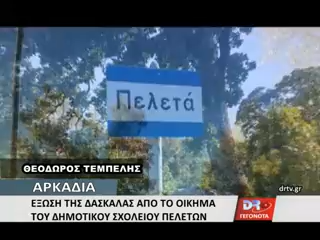 Πελετά
ΘΕΟΔΩΡΟΣ ΤΕΜΠΕΛΗΣ
ΑΡΚΑΔΙΑ
drtv.gr
ΕΞΩΣΗ ΤΗΣ ΔΑΣΚΑΛΑΣ ΑΠΟ ΤΟ ΟΙΚΗΜΑ
ΤΟΥ ΔΗΜΟΤΙΚΟΥ ΣΧΟΛΕΙΟΥ ΠΕΛΕΤΩΝ
DR
ΓΕΓΟΝΟΤΑ